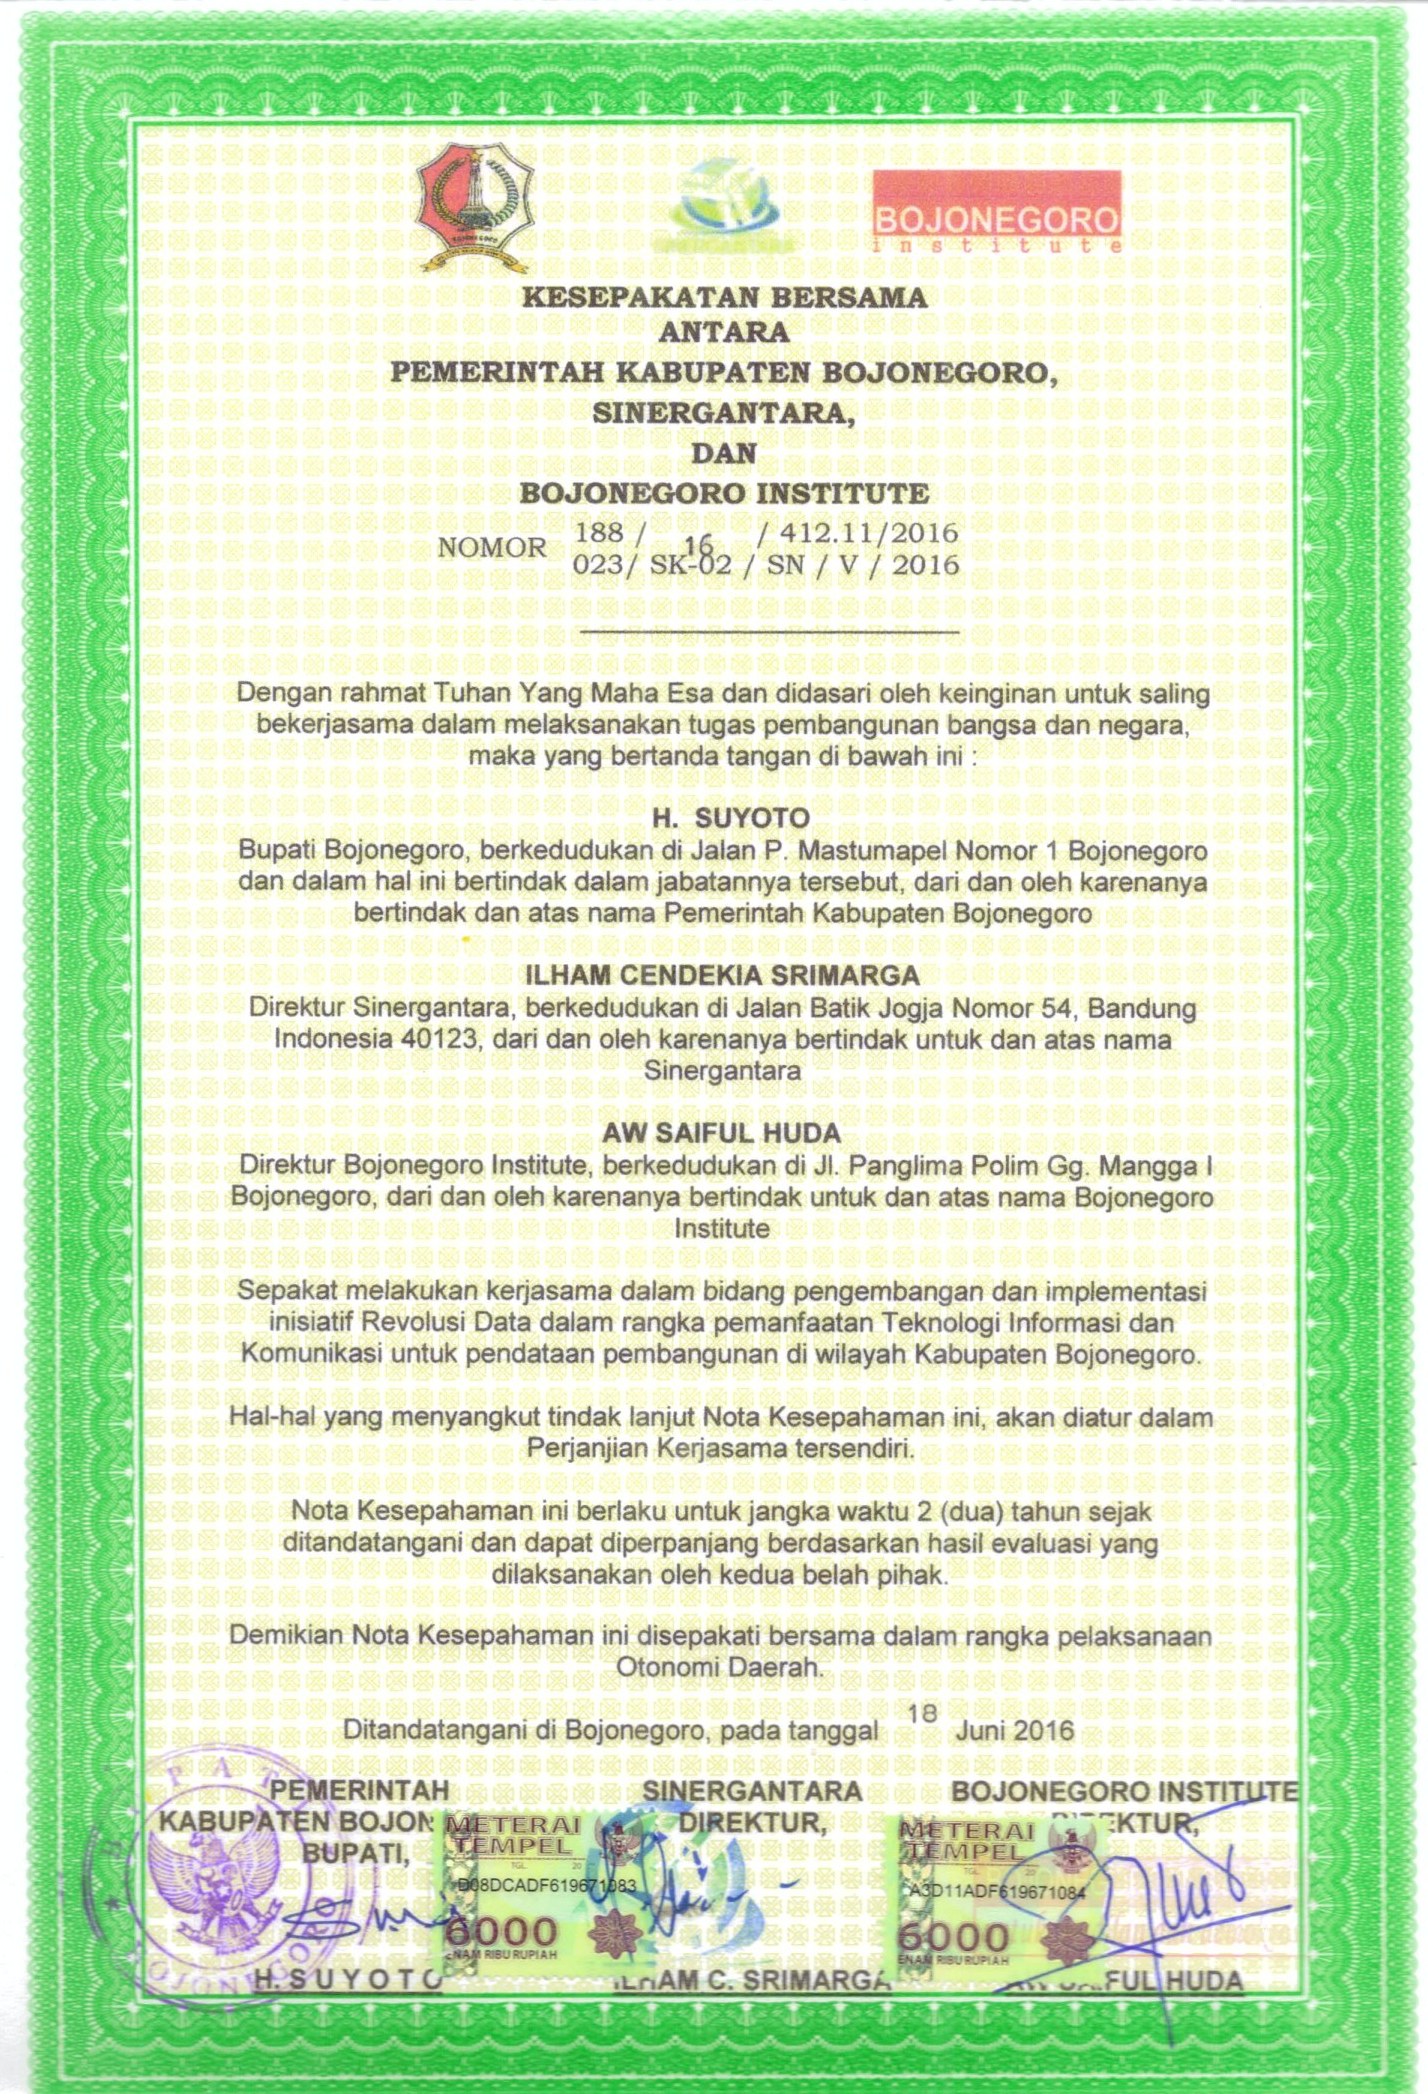 BOJONEGORO
BOJONEGORO
institute
KESEPAKATAN BERSAMA
ANTARA
PEMERINTAH KABUPATEN BOJONEGORO,
SINERGANTARA,
DAN
BOJONEGORO INSTITUTE
NOMOR
188 / 16 / 412.11/2016
023/ SK-02 / SN / V / 2016
Dengan rahmat Tuhan Yang Maha Esa dan didasari oleh keinginan untuk saling
bekerjasama dalam melaksanakan tugas pembangunan bangsa dan negara,
maka yang bertanda tangan di bawah ini :
H. SUYOTO
Bupati Bojonegoro, berkedudukan di Jalan P. Mastumapel Nomor 1 Bojonegoro
dan dalam hal ini bertindak dalam jabatannya tersebut, dari dan oleh karenanya
bertindak dan atas nama Pemerintah Kabupaten Bojonegoro
ILHAM CENDEKIA SRIMARGA
Direktur Sinergantara, berkedudukan di Jalan Batik Jogja Nomor 54, Bandung
Indonesia 40123, dari dan oleh karenanya bertindak untuk dan atas nama
Sinergantara
AW SAIFUL HUDA
Direktur Bojonegoro Institute, berkedudukan di Jl. Panglima Polim Gg. Mangga I
Bojonegoro, dari dan oleh karenanya bertindak untuk dan atas nama Bojonegoro
Institute
Sepakat melakukan kerjasama dalam bidang pengembangan dan implementasi
inisiatif Revolusi Data dalam rangka pemanfaatan Teknologi Informasi dan
Komunikasi untuk pendataan pembangunan di wilayah Kabupaten Bojonegoro.
Hal-hal yang menyangkut tindak lanjut Nota Kesepahaman ini, akan diatur dalam
Perjanjian Kerjasama tersendiri.
Nota Kesepahaman ini berlaku untuk jangka waktu 2 (dua) tahun sejak
ditandatangani dan dapat diperpanjang berdasarkan hasil evaluasi yang
dilaksanakan oleh kedua belah pihak.
Demikian Nota Kesepahaman ini disepakati bersama dalam rangka pelaksanaan
Otonomi Daerah.
Ditandatangani di Bojonegoro, pada tanggal 18 Juni 2016
PEMERINTAH
KABUPATEN BOJON
BUPATI,
H. SUYOTO
SINERGANTARA
DIREKTUR,
METERAI
TEMPEL
TGL 20
D08DCADF619671083
6000
ENAM RIBU RUPIAH
ILHAM C. SRIMARGA
BOJONEGORO INSTITUTE
DIREKTUR,
METERAI
TEMPEL
TGL 20
A3D11ADF619671084
6000
ENAM RIBU RUPIAH
AW SAIFUL HUDA